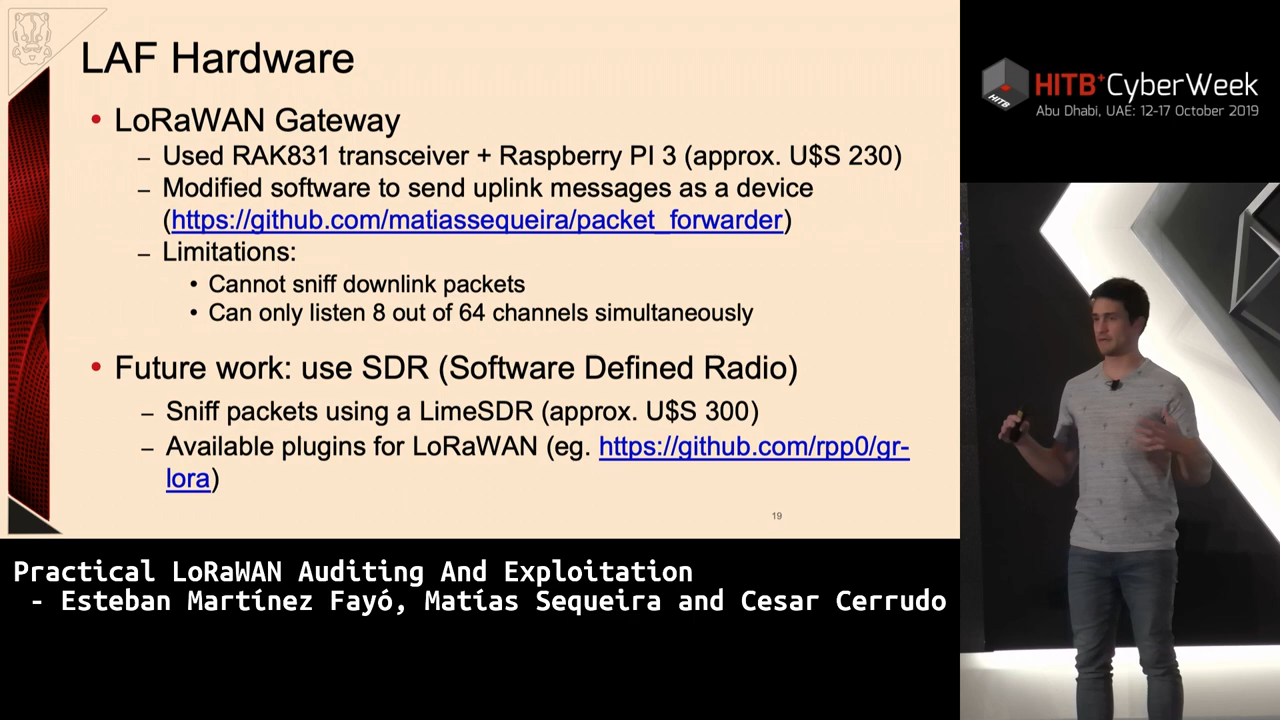 LAF Hardware
• LoRaWAN Gateway
– Used RAK831 transceiver + Raspberry PI 3 (approx. U$S 230)
– Modified software to send uplink messages as a device
(https://github.com/matiassequeira/packet_forwarder)
– Limitations:
• Cannot sniff downlink packets
• Can only listen 8 out of 64 channels simultaneously
• Future work: use SDR (Software Defined Radio)
– Sniff packets using a LimeSDR (approx. U$S 300)
– Available plugins for LoRaWAN (eg. https://github.com/rpp0/gr-
lora)
19
HITB
HITB+CyberWeek
Abu Dhabi, UAE: 12-17 October 2019
Practical LoRaWAN Auditing And Exploitation
- Esteban Martínez Fayó, Matías Sequeira and Cesar Cerrudo